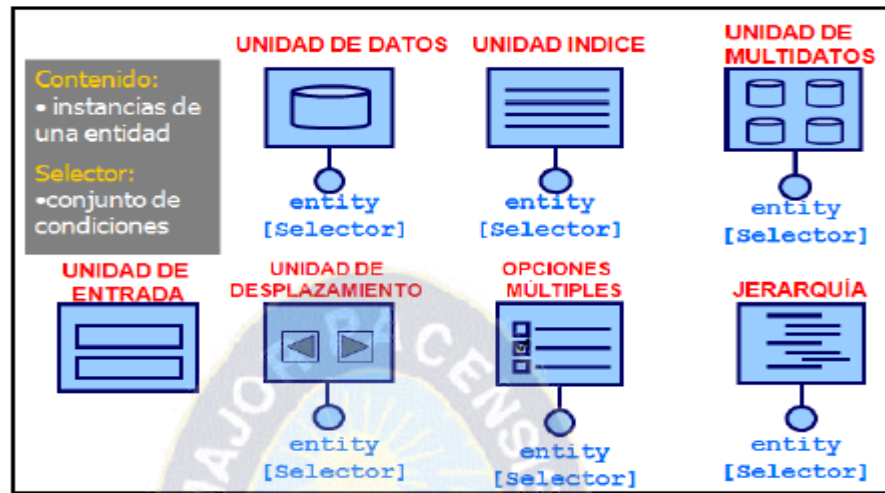 UNIDAD DE DATOS
UNIDAD INDICE
UNIDAD DE
MULTIDATOS
Contenido:
• instancias de
una entidad
Selector:
•conjunto de
condiciones
entity
[Selector]
entity
[Selector]
entity
[Selector]
UNIDAD DE
ENTRADA
UNIDAD DE
DESPLAZAMIENTO
OPCIONES
MÚLTIPLES
JERARQUÍA
entity
[Selector]
entity
[Selector]
entity
[Selector]
MAJOR PACENSI